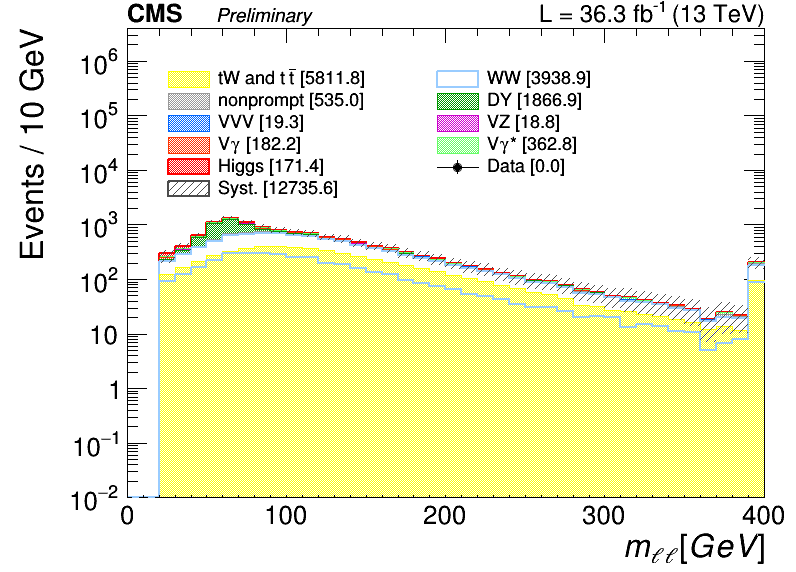 CMS Preliminary L = 36.3 fb⁻¹ (13 TeV)
Events / 10 GeV
10⁶
10⁵
10⁴
10³
10²
10
1
10⁻¹
10⁻²
tW and tt̄ [5811.8]
nonprompt [535.0]
VVV [19.3]
Vγ [182.2]
Higgs [171.4]
Syst. [12735.6]
WW [3938.9]
DY [1866.9]
VZ [18.8]
Vγ* [362.8]
Data [0.0]
0 100 200 300 400
mℓℓ[GeV]